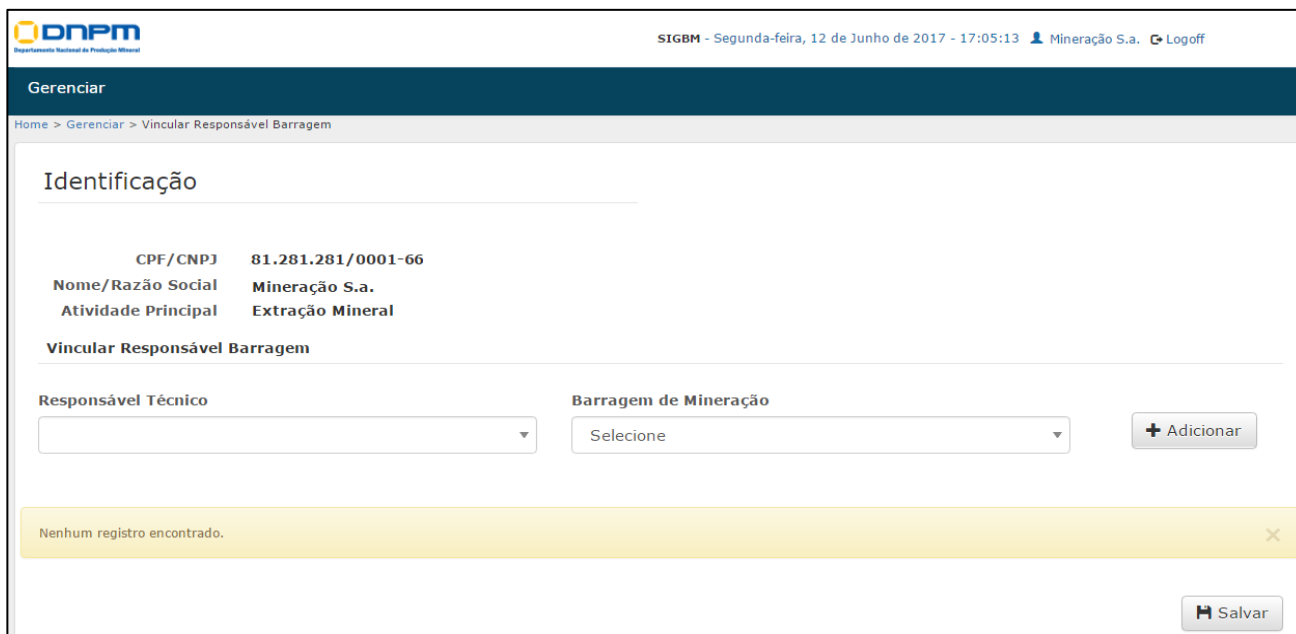 DNPM
Departamento Nacional de Produção Mineral
SIGBM - Segunda-feira, 12 de Junho de 2017 - 17:05:13 Mineração S.a. Logoff
Gerenciar
Home > Gerenciar > Vincular Responsável Barragem
Identificação
CPF/CNPJ 81.281.281/0001-66
Nome/Razão Social Mineração S.a.
Atividade Principal Extração Mineral
Vincular Responsável Barragem
Responsável Técnico Barragem de Mineração
Selecione Adicionar
Nenhum registro encontrado.
Salvar